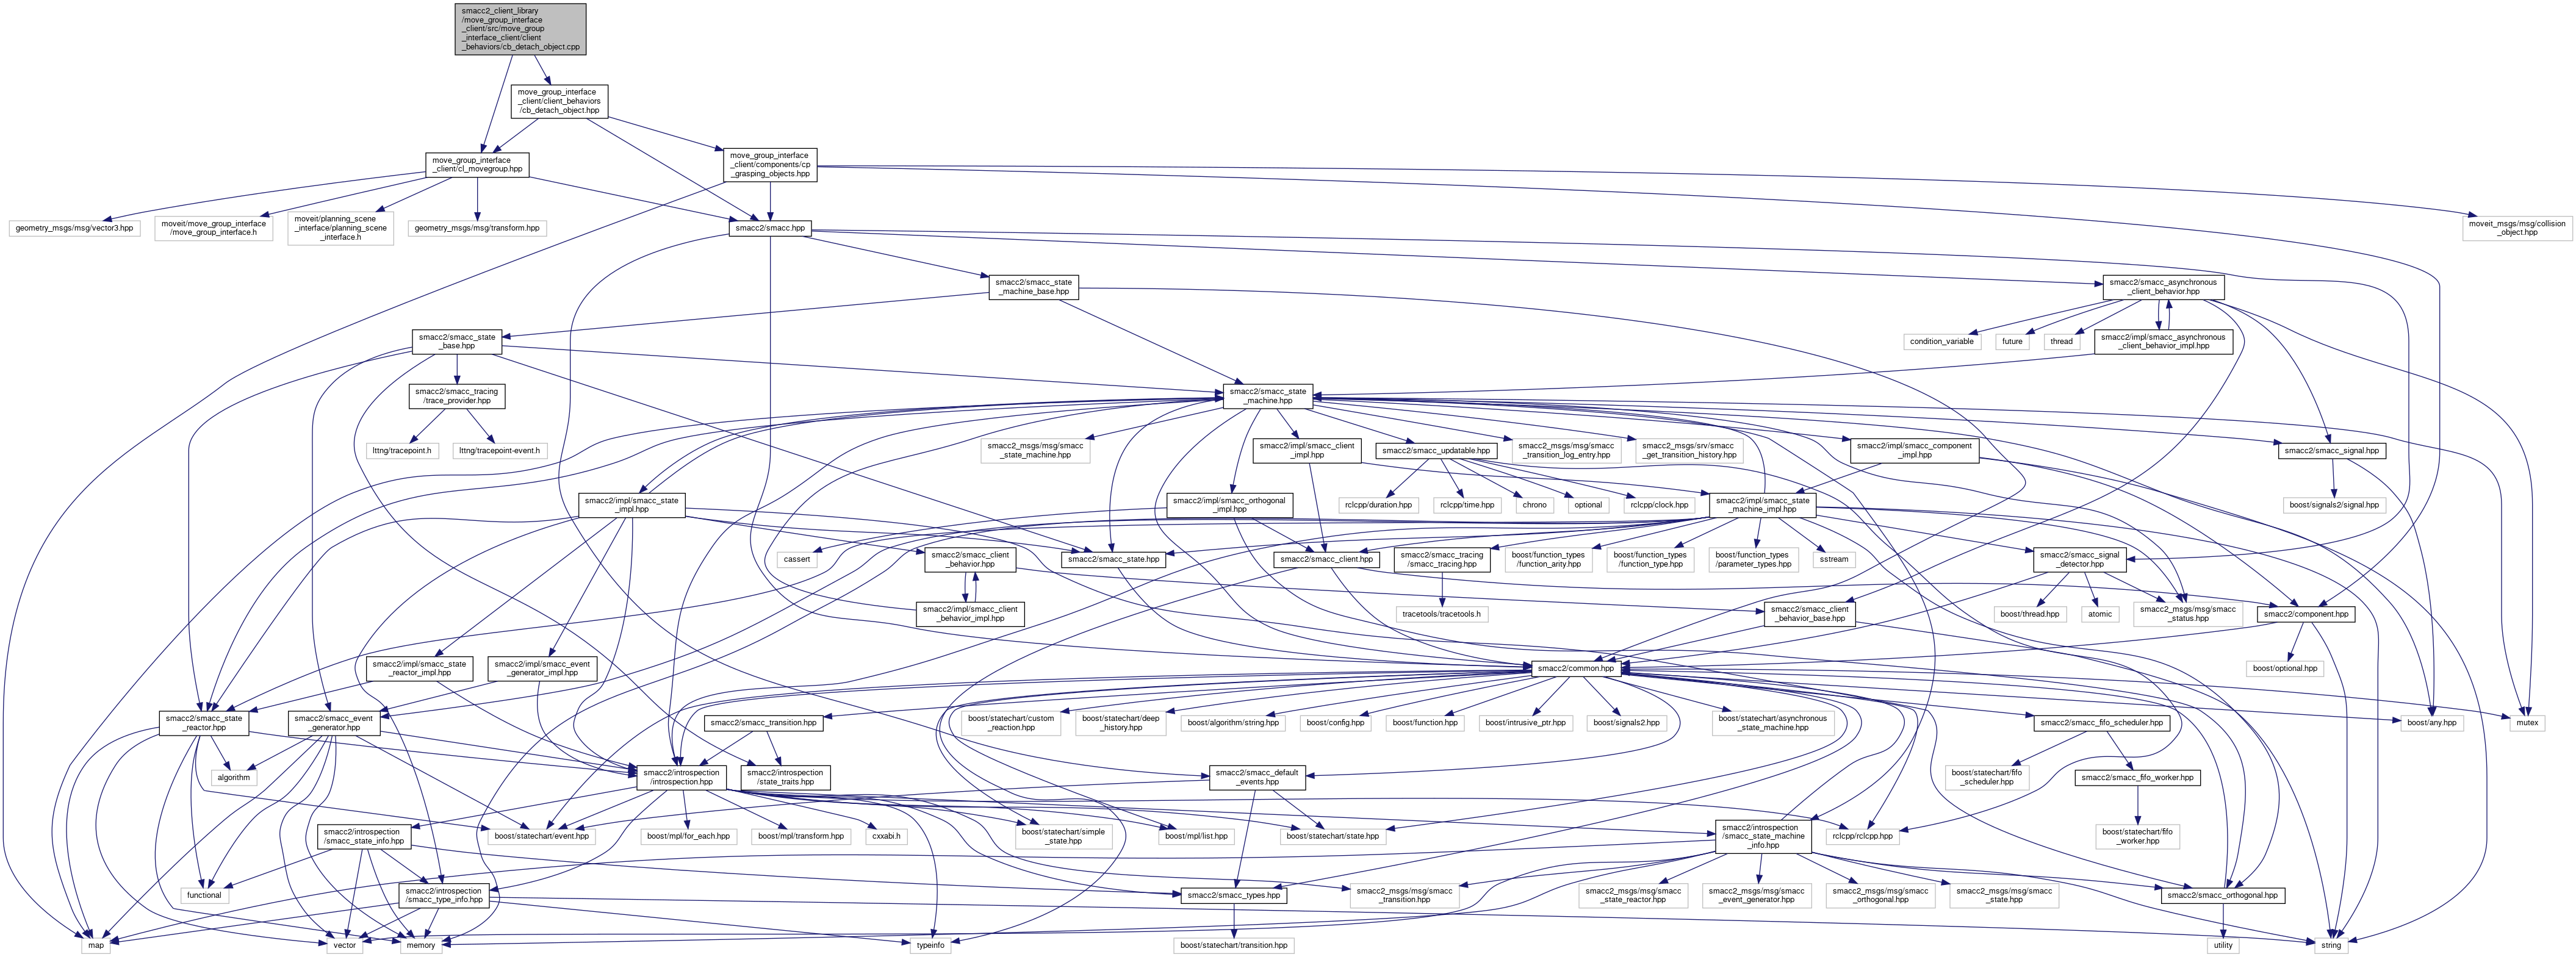 smacc2_client_library
/move_group_interface
_client/src/move_group
_interface_client/client
_behaviors/cb_detach_object.cpp
move_group_interface
_client/client_behaviors
/cb_detach_object.hpp
move_group_interface
_client/cl_movegroup.hpp
move_group_interface
_client/components/cp
_grasping_objects.hpp
geometry_msgs/msg/vector3.hpp
moveit/move_group_interface
/move_group_interface.h
moveit/planning_scene
_interface/planning_scene
_interface.h
geometry_msgs/msg/transform.hpp
smacc2/smacc.hpp
moveit_msgs/msg/collision
_object.hpp
smacc2/smacc_state
_machine_base.hpp
smacc2/smacc_asynchronous
_client_behavior.hpp
smacc2/smacc_state
_base.hpp
condition_variable
future
thread
smacc2/impl/smacc_asynchronous
_client_behavior_impl.hpp
smacc2/smacc_tracing
/trace_provider.hpp
smacc2/smacc_state
_machine.hpp
lttng/tracepoint.h
lttng/tracepoint-event.h
smacc2_msgs/msg/smacc
_state_machine.hpp
smacc2/impl/smacc_client
_impl.hpp
smacc2/smacc_updatable.hpp
smacc2_msgs/msg/smacc
_transition_log_entry.hpp
smacc2_msgs/srv/smacc
_get_transition_history.hpp
smacc2/impl/smacc_component
_impl.hpp
smacc2/smacc_signal.hpp
smacc2/impl/smacc_state
_impl.hpp
smacc2/impl/smacc_orthogonal
_impl.hpp
rclcpp/duration.hpp
rclcpp/time.hpp
chrono
optional
rclcpp/clock.hpp
smacc2/impl/smacc_state
_machine_impl.hpp
boost/signals2/signal.hpp
cassert
smacc2/smacc_client
_behavior.hpp
smacc2/smacc_state.hpp
smacc2/smacc_client.hpp
smacc2/smacc_tracing
/smacc_tracing.hpp
boost/function_types
/function_arity.hpp
boost/function_types
/function_type.hpp
boost/function_types
/parameter_types.hpp
sstream
smacc2/smacc_signal
_detector.hpp
smacc2/impl/smacc_client
_behavior_impl.hpp
tracetools/tracetools.h
smacc2/smacc_client
_behavior_base.hpp
boost/thread.hpp
atomic
smacc2_msgs/msg/smacc
_status.hpp
smacc2/component.hpp
smacc2/impl/smacc_state
_reactor_impl.hpp
smacc2/impl/smacc_event
_generator_impl.hpp
smacc2/common.hpp
boost/optional.hpp
smacc2/smacc_state
_reactor.hpp
smacc2/smacc_event
_generator.hpp
smacc2/smacc_transition.hpp
boost/statechart/custom
_reaction.hpp
boost/statechart/deep
_history.hpp
boost/algorithm/string.hpp
boost/config.hpp
boost/function.hpp
boost/intrusive_ptr.hpp
boost/signals2.hpp
boost/statechart/asynchronous
_state_machine.hpp
smacc2/smacc_fifo_scheduler.hpp
boost/any.hpp
mutex
algorithm
smacc2/introspection
/introspection.hpp
smacc2/introspection
/state_traits.hpp
smacc2/smacc_default
_events.hpp
boost/statechart/fifo
_scheduler.hpp
smacc2/smacc_fifo_worker.hpp
smacc2/introspection
/smacc_state_info.hpp
boost/statechart/event.hpp
boost/mpl/for_each.hpp
boost/mpl/transform.hpp
cxxabi.h
boost/statechart/simple
_state.hpp
boost/mpl/list.hpp
boost/statechart/state.hpp
smacc2/introspection
/smacc_state_machine
_info.hpp
rclcpp/rclcpp.hpp
boost/statechart/fifo
_worker.hpp
functional
smacc2/introspection
/smacc_type_info.hpp
smacc2/smacc_types.hpp
smacc2_msgs/msg/smacc
_transition.hpp
smacc2_msgs/msg/smacc
_state_reactor.hpp
smacc2_msgs/msg/smacc
_event_generator.hpp
smacc2_msgs/msg/smacc
_orthogonal.hpp
smacc2_msgs/msg/smacc
_state.hpp
smacc2/smacc_orthogonal.hpp
map
vector
memory
typeinfo
boost/statechart/transition.hpp
utility
string